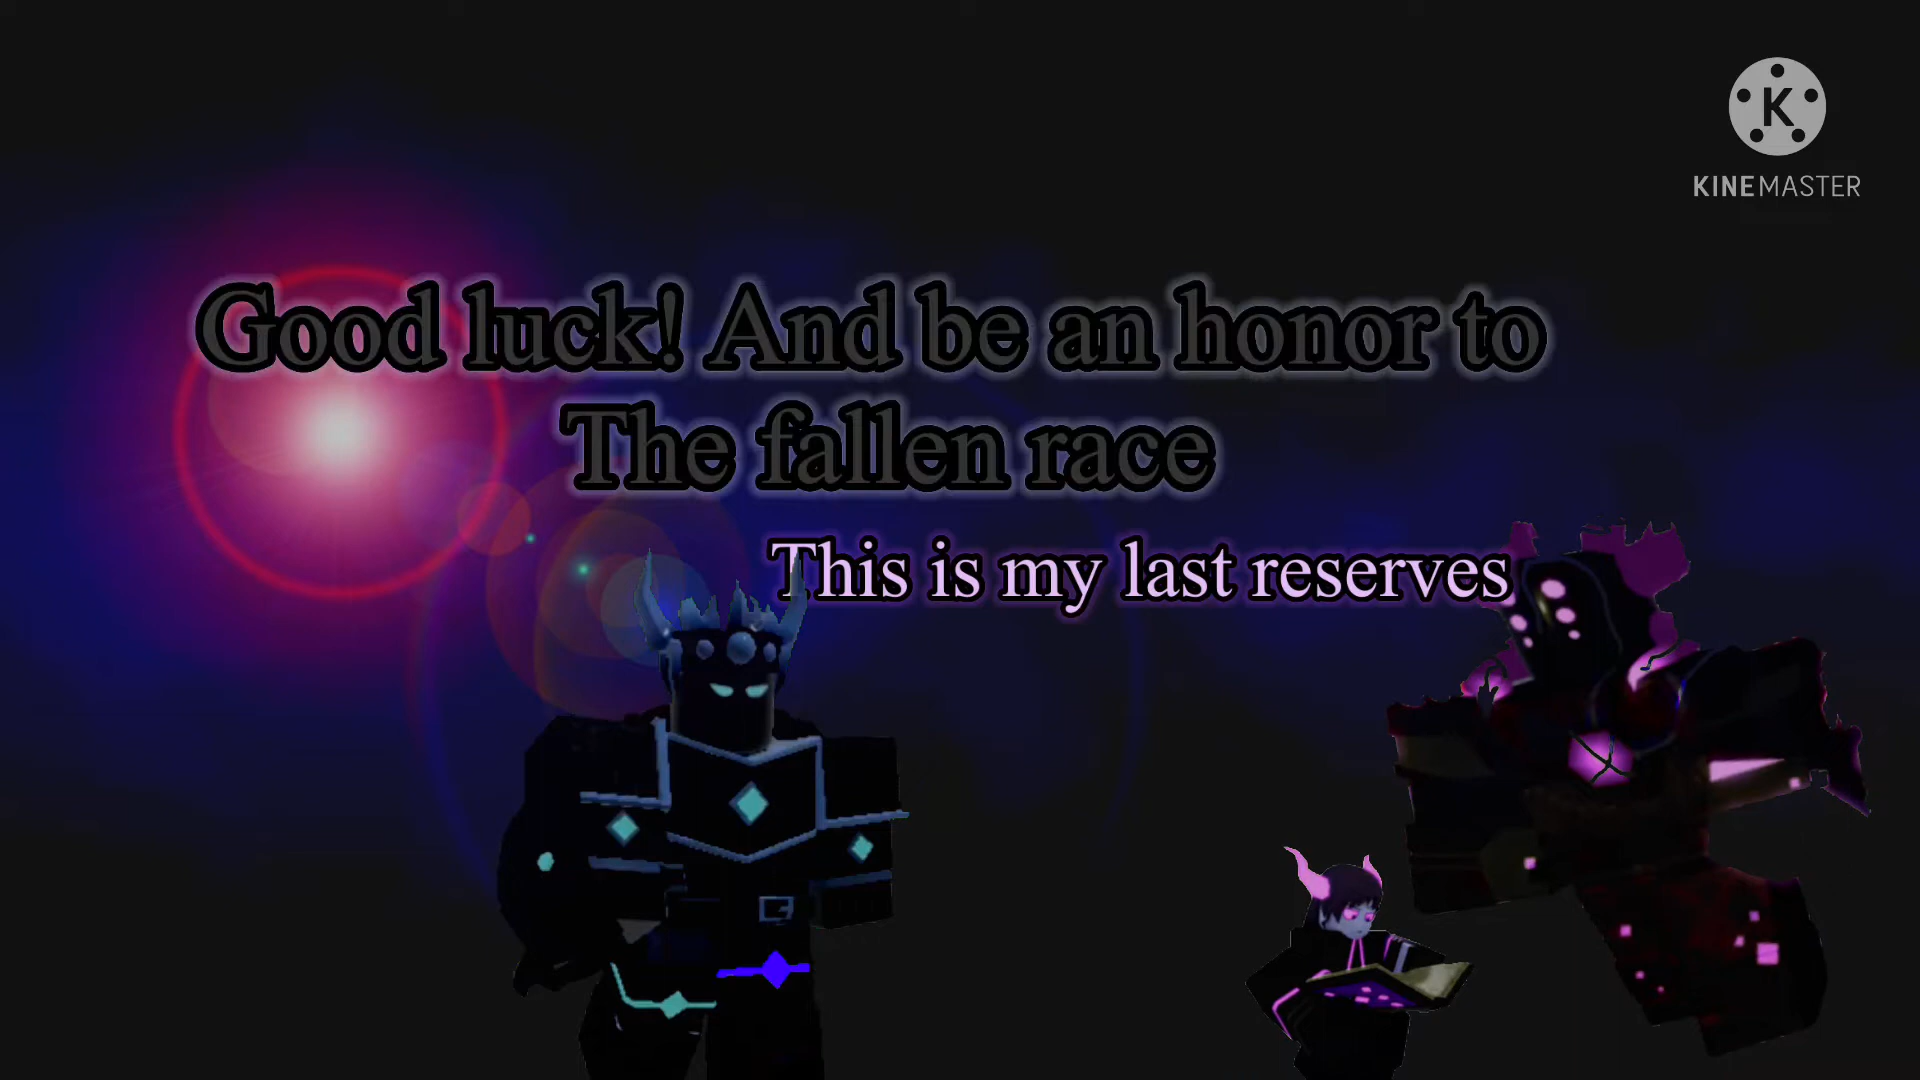 K
KINEMASTER
Good luck! And be an honor to
The fallen race
This is my last reserves